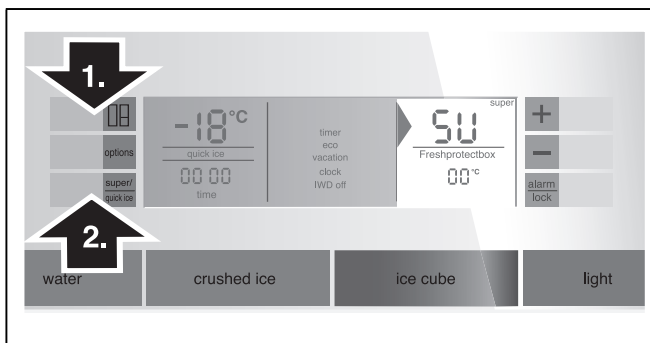 1.
-18°C
super
SU
+
options
quick ice
timer
eco
vacation
clock
IWD off
Freshprotectbox
−
super/
quick ice
00 00
time
00°C
alarm
lock
2.
water
crushed ice
ice cube
light